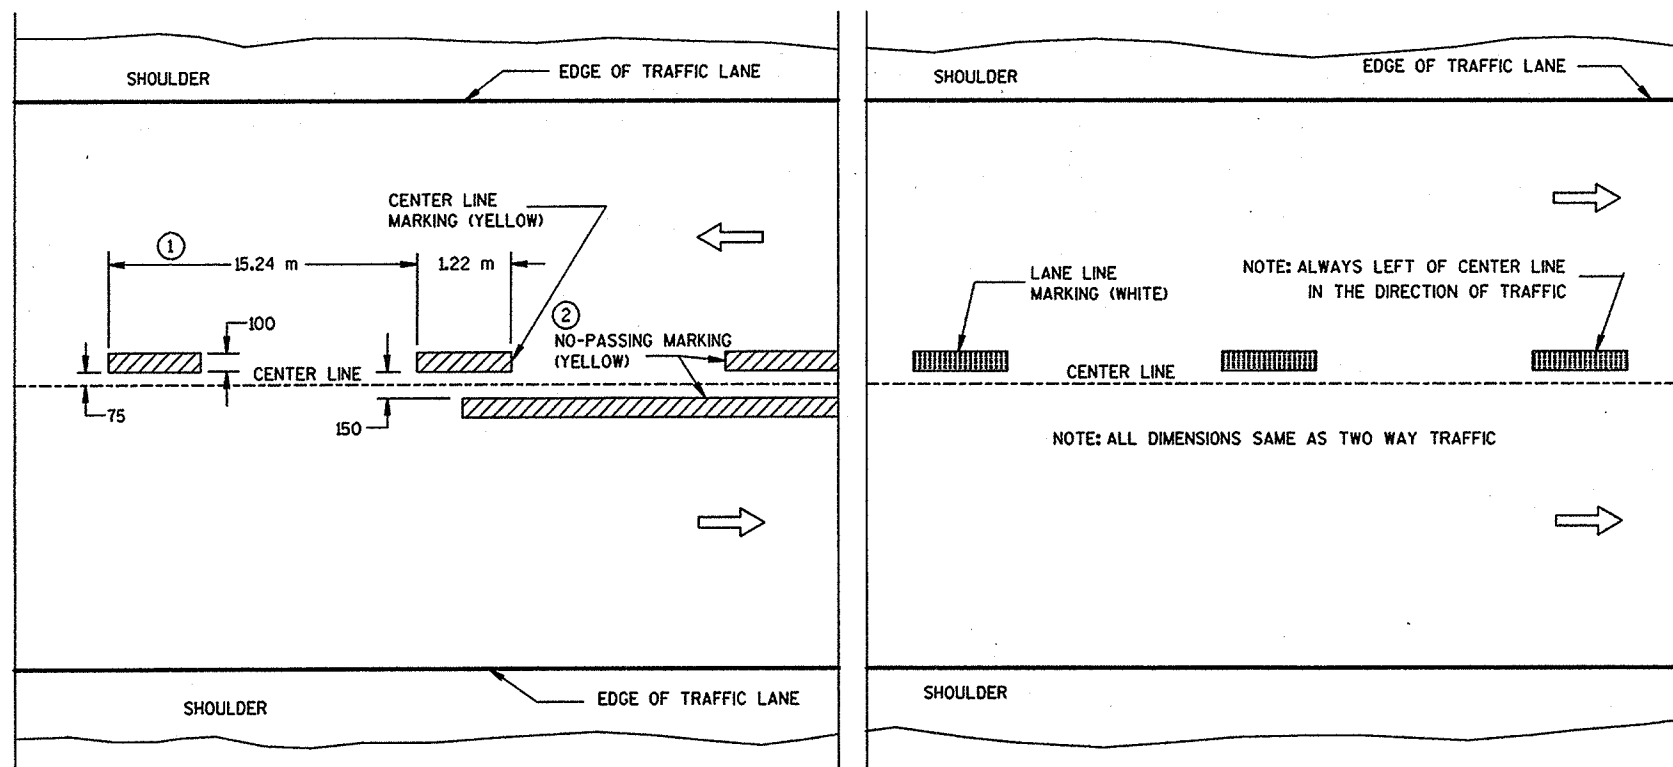 SHOULDER
EDGE OF TRAFFIC LANE
CENTER LINE
MARKING (YELLOW)
1
15.24 m
1.22 m
2
NO-PASSING MARKING
(YELLOW)
100
CENTER LINE
75
150
EDGE OF TRAFFIC LANE
SHOULDER
SHOULDER
EDGE OF TRAFFIC LANE
LANE LINE
MARKING (WHITE)
NOTE: ALWAYS LEFT OF CENTER LINE
IN THE DIRECTION OF TRAFFIC
CENTER LINE
NOTE: ALL DIMENSIONS SAME AS TWO WAY TRAFFIC
SHOULDER